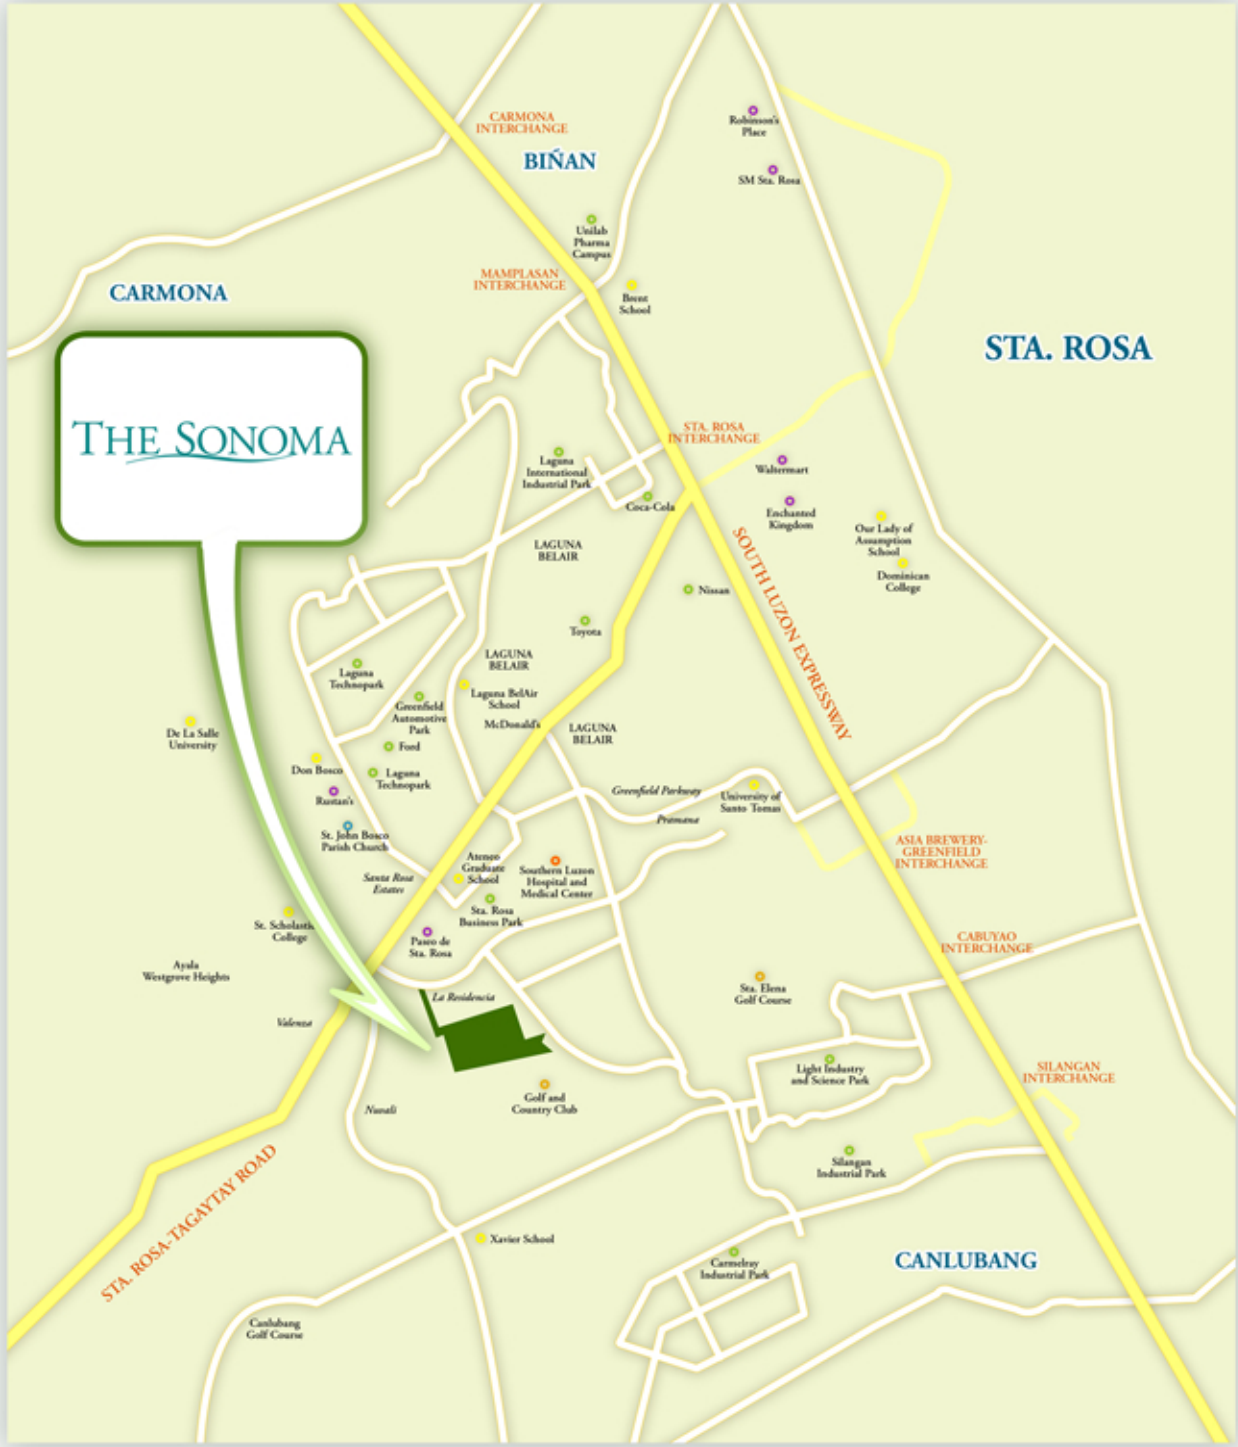 CARMONA
INTERCHANGE
BIÑAN
Robinson's
Place
SM Sta. Rosa
Unilab
Pharma
Campus
MAMPLASAN
INTERCHANGE
Brent
School
CARMONA
STA. ROSA
THE SONOMA
STA. ROSA
INTERCHANGE
Laguna
International
Industrial Park
Waltermart
Coca-Cola
Enchanted
Kingdom
Our Lady of
Assumption
School
Dominican
College
LAGUNA
BELAIR
SOUTH LUZON EXPRESSWAY
Nissan
Toyota
LAGUNA
BELAIR
Laguna
Technopark
Laguna BelAir
School
Greenfield
Automotive
Park
McDonald's
LAGUNA
BELAIR
De La Salle
University
Ford
Don Bosco
Laguna
Technopark
Rustan's
Greenfield Parkway
University of
Santo Tomas
Pramana
St. John Bosco
Parish Church
ASIA BREWERY-
GREENFIELD
INTERCHANGE
Ateneo
Graduate
School
Southern Luzon
Hospital and
Medical Center
Santa Rosa
Estates
Sta. Rosa
Business Park
St. Scholastic
College
Paseo de
Sta. Rosa
CABUYAO
INTERCHANGE
Ayala
Westgrove Heights
La Residencia
Sta. Elena
Golf Course
Valenza
Light Industry
and Science Park
SILANGAN
INTERCHANGE
Golf and
Country Club
Nuvali
Silangan
Industrial Park
STA. ROSA-TAGAYTAY ROAD
Xavier School
Carmelray
Industrial Park
CANLUBANG
Canlubang
Golf Course